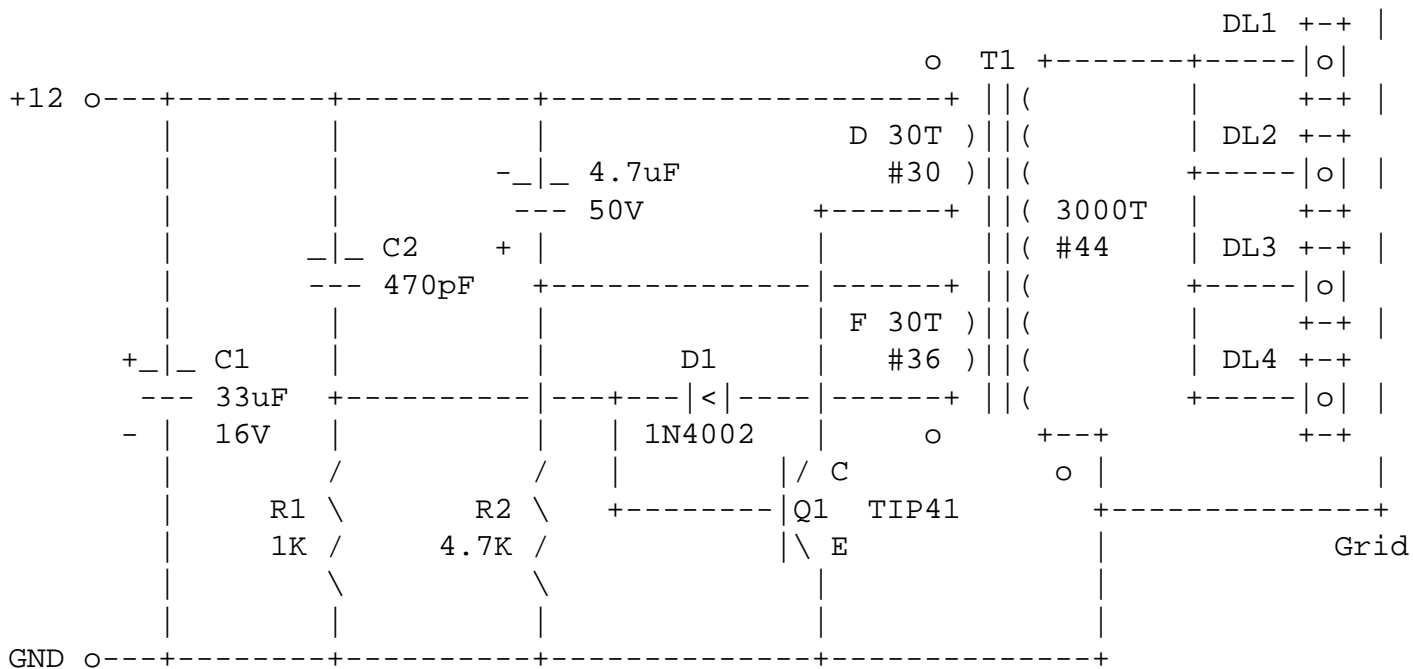 DL1
o T1 |o|
+12 o
D 30T DL2
- 4.7uF #30 |o|
50V 3000T
C2 + #44 DL3
470pF |o|
F 30T
+ C1 D1 #36 DL4
33uF |<| |o|
- 16V 1N4002 o
C o
R1 R2 Q1 TIP41
1K 4.7K E Grid
GND o